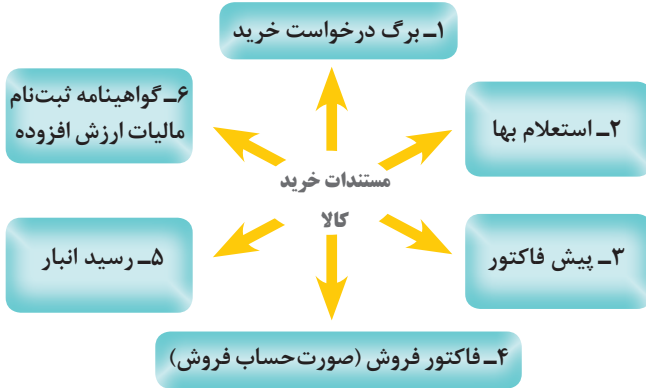 ۱ـ برگ درخواست خرید
۲ـ استعلام بها
۳ـ پیش فاکتور
۴ـ فاکتور فروش (صورت‌حساب فروش)
۵ـ رسید انبار
۶ـ گواهینامه ثبت‌نام
مالیات ارزش افزوده
مستندات خرید
کالا